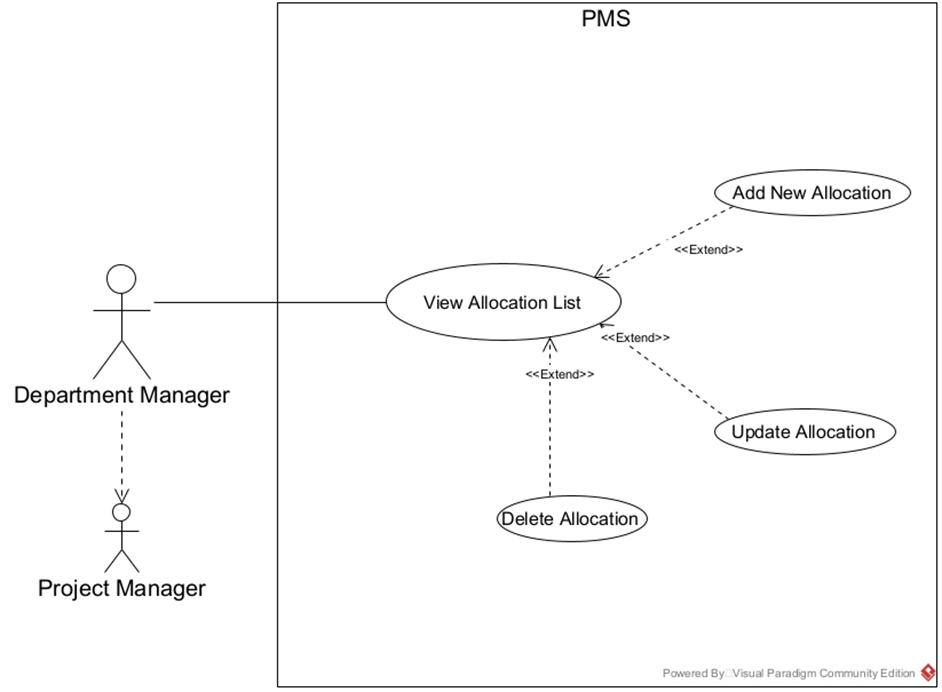 PMS
Add New Allocation
<<Extend>>
View Allocation List
<<Extend>>
<<Extend>>
Department Manager
Update Allocation
Delete Allocation
Project Manager
Powered By Visual Paradigm Community Edition